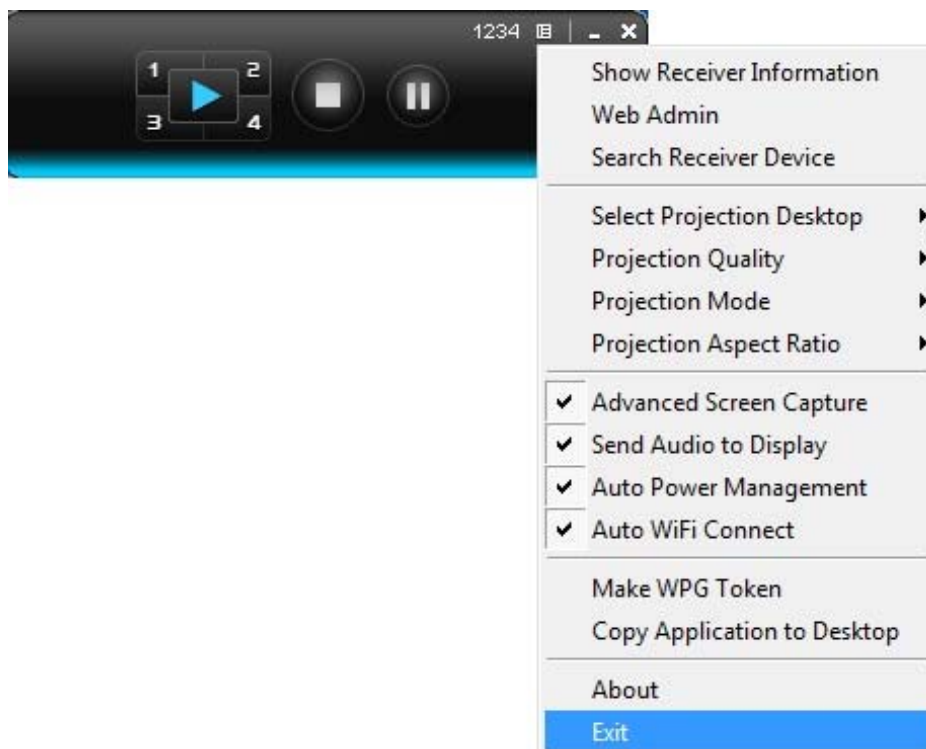 1234
1 2
3 4
Show Receiver Information
Web Admin
Search Receiver Device
Select Projection Desktop
Projection Quality
Projection Mode
Projection Aspect Ratio
Advanced Screen Capture
Send Audio to Display
Auto Power Management
Auto WiFi Connect
Make WPG Token
Copy Application to Desktop
About
Exit